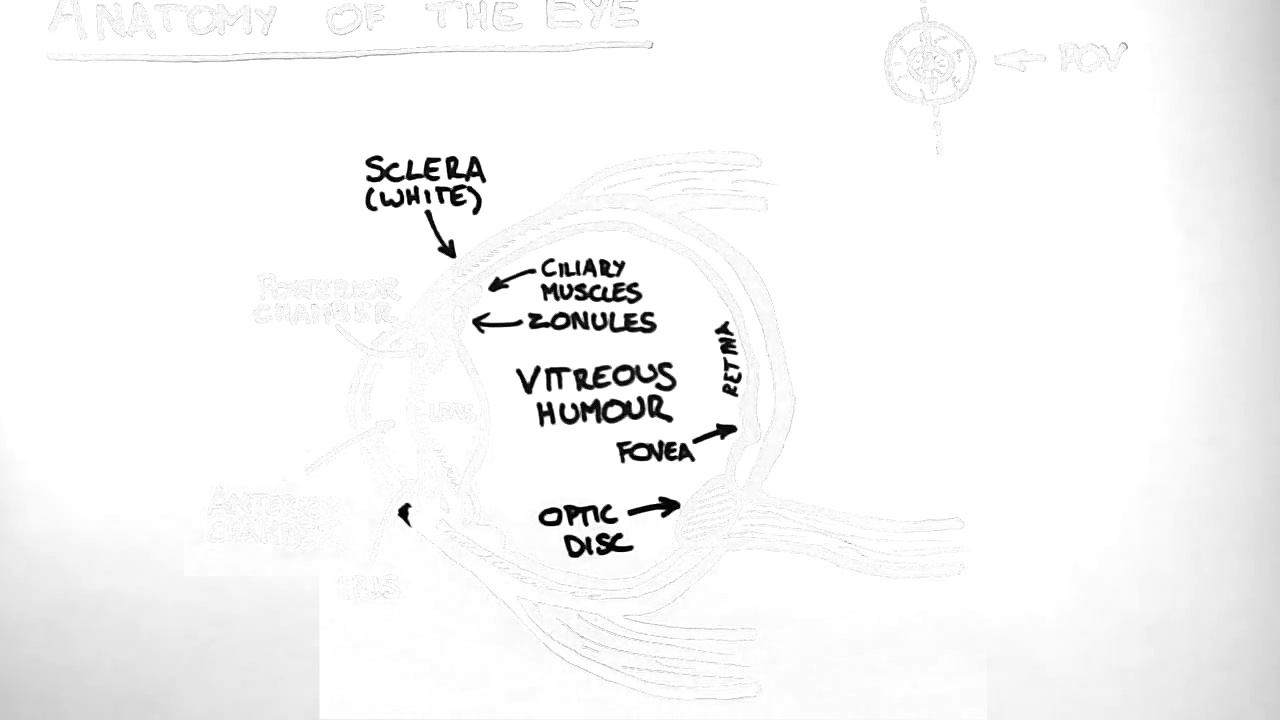 ANATOMY OF THE EYE
POV
SCLERA
(WHITE)
POSTERIOR
CHAMBER
CILIARY
MUSCLES
ZONULES
RETINA
VITREOUS
HUMOUR
LENS
FOVEA
ANTERIOR
OPTIC
DISC
IRIS